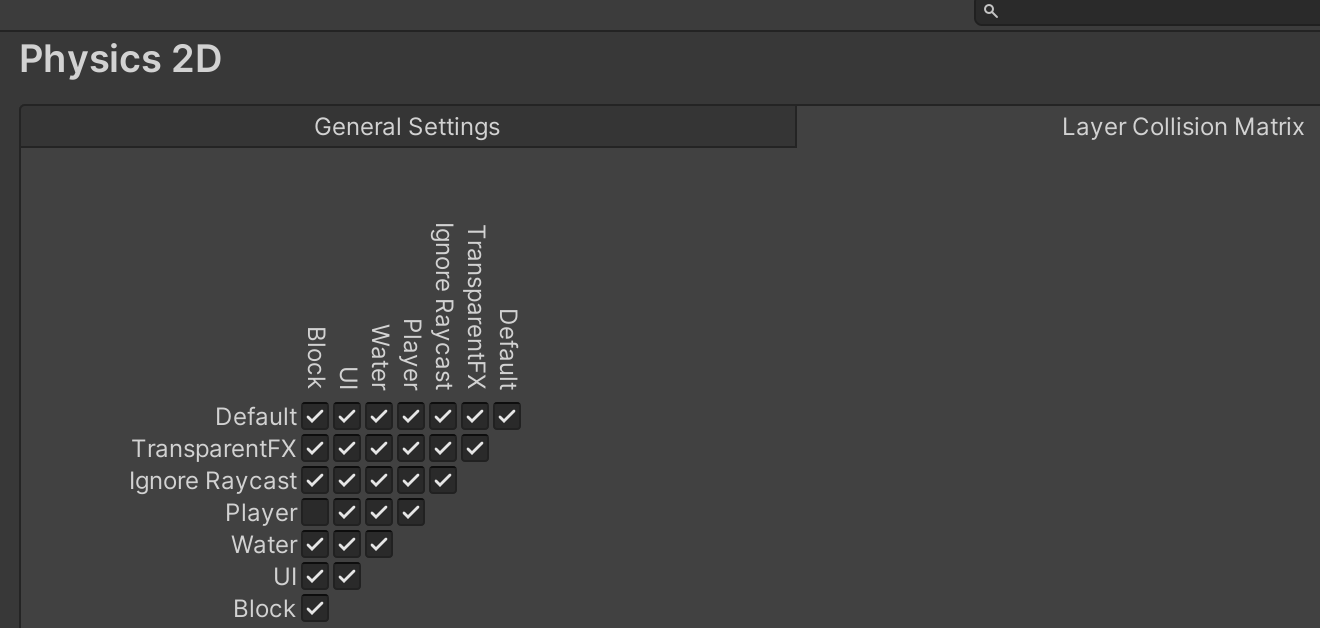 Physics 2D
General Settings
Layer Collision Matrix
Block
UI
Water
Player
Ignore Raycast
TransparentFX
Default
Default
TransparentFX
Ignore Raycast
Player
Water
UI
Block